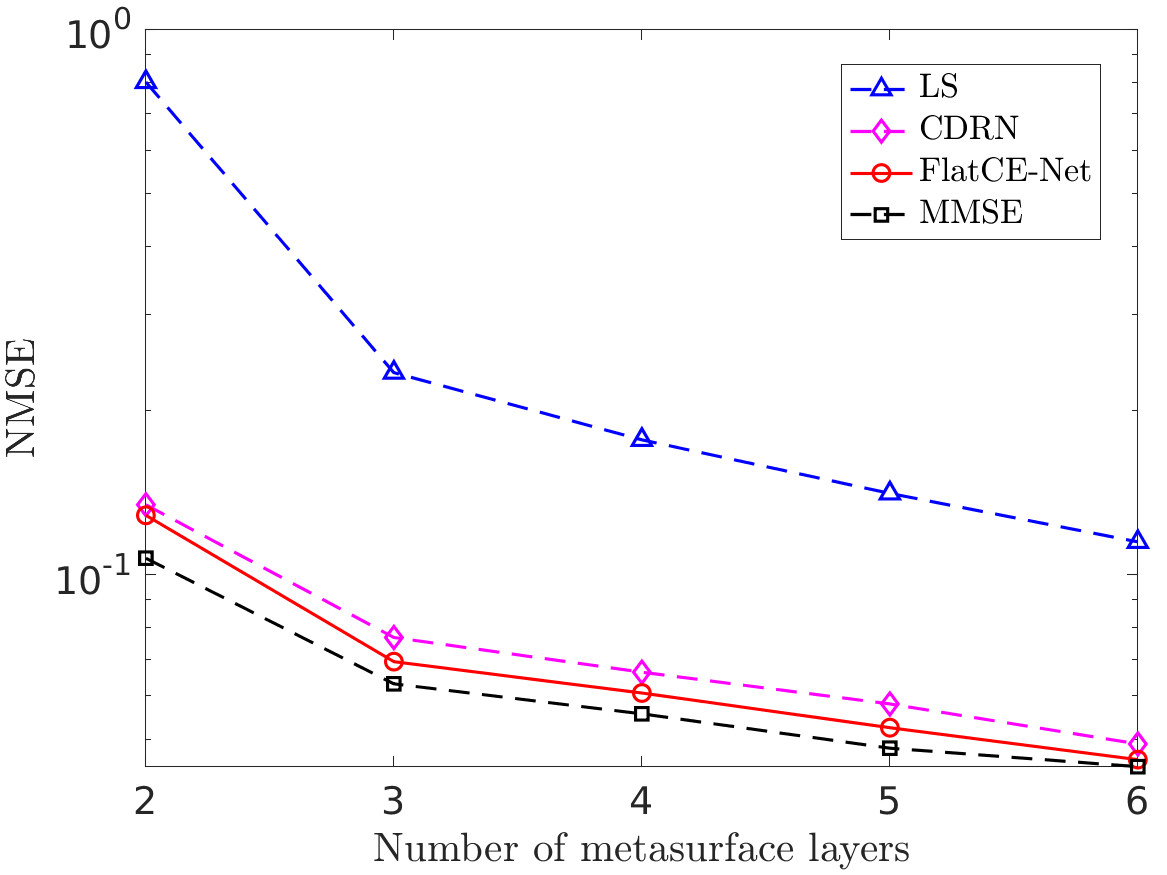 10^0
10^-1
NMSE
LS
CDRN
FlatCE-Net
MMSE
2 3 4 5 6
Number of metasurface layers